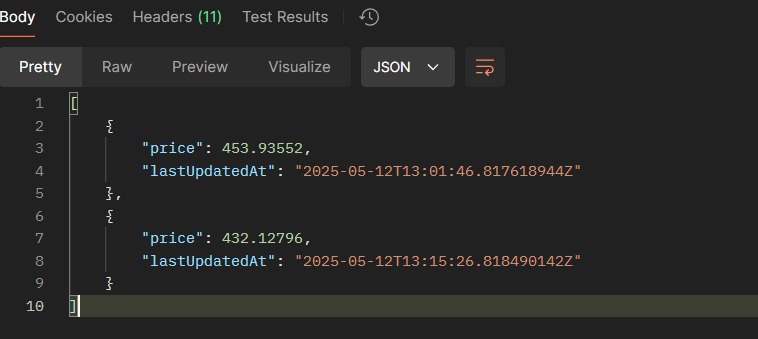 Body Cookies Headers (11) Test Results
Pretty Raw Preview Visualize JSON
1 [
2 {
3 "price": 453.93552,
4 "lastUpdatedAt": "2025-05-12T13:01:46.817618944Z"
5 },
6 {
7 "price": 432.12796,
8 "lastUpdatedAt": "2025-05-12T13:15:26.818490142Z"
9 }
10 ]